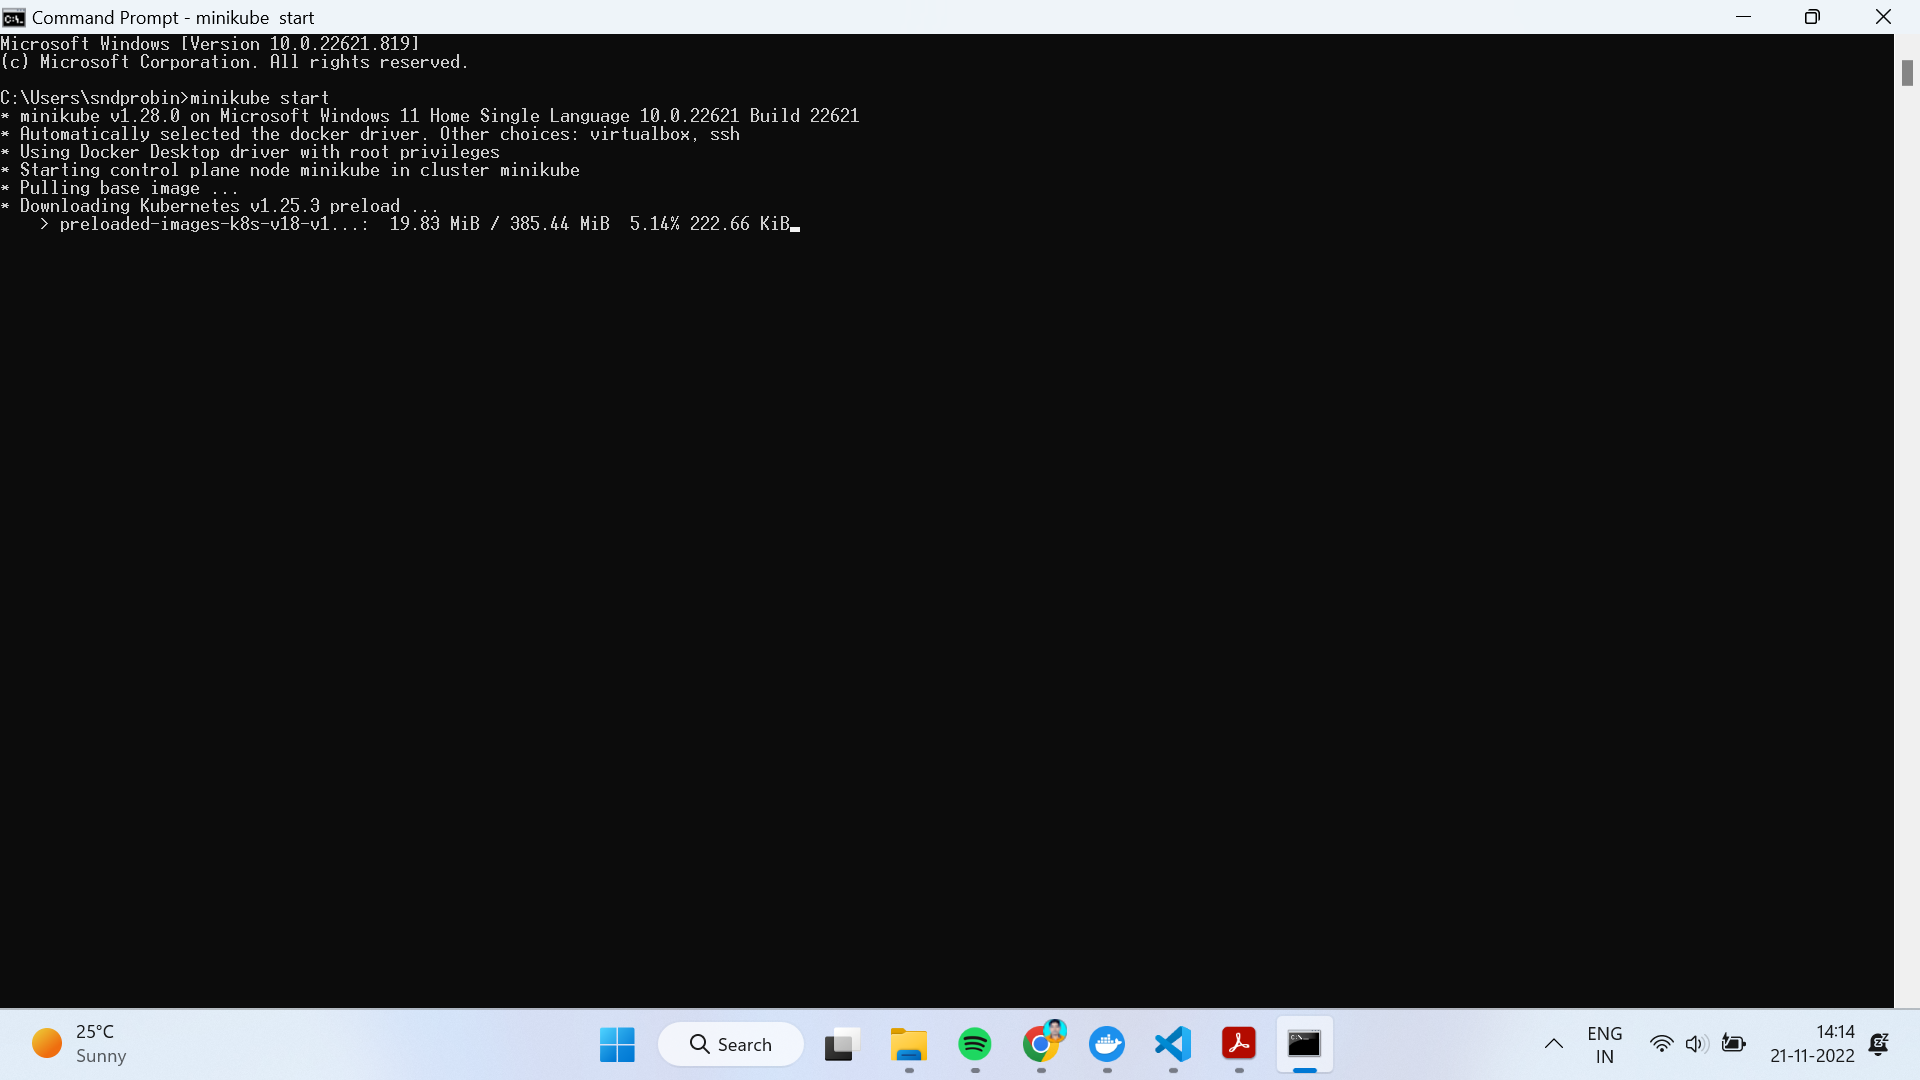 Command Prompt - minikube  start
Microsoft Windows [Version 10.0.22621.819]
(c) Microsoft Corporation. All rights reserved.
C:\Users\sndprobin>minikube start
* minikube v1.28.0 on Microsoft Windows 11 Home Single Language 10.0.22621 Build 22621
* Automatically selected the docker driver. Other choices: virtualbox, ssh
* Using Docker Desktop driver with root privileges
* Starting control plane node minikube in cluster minikube
* Pulling base image ...
* Downloading Kubernetes v1.25.3 preload ...
    > preloaded-images-k8s-v18-v1...:  19.83 MiB / 385.44 MiB  5.14% 222.66 KiB
25°C
Sunny
Search
ENG
IN
14:14
21-11-2022